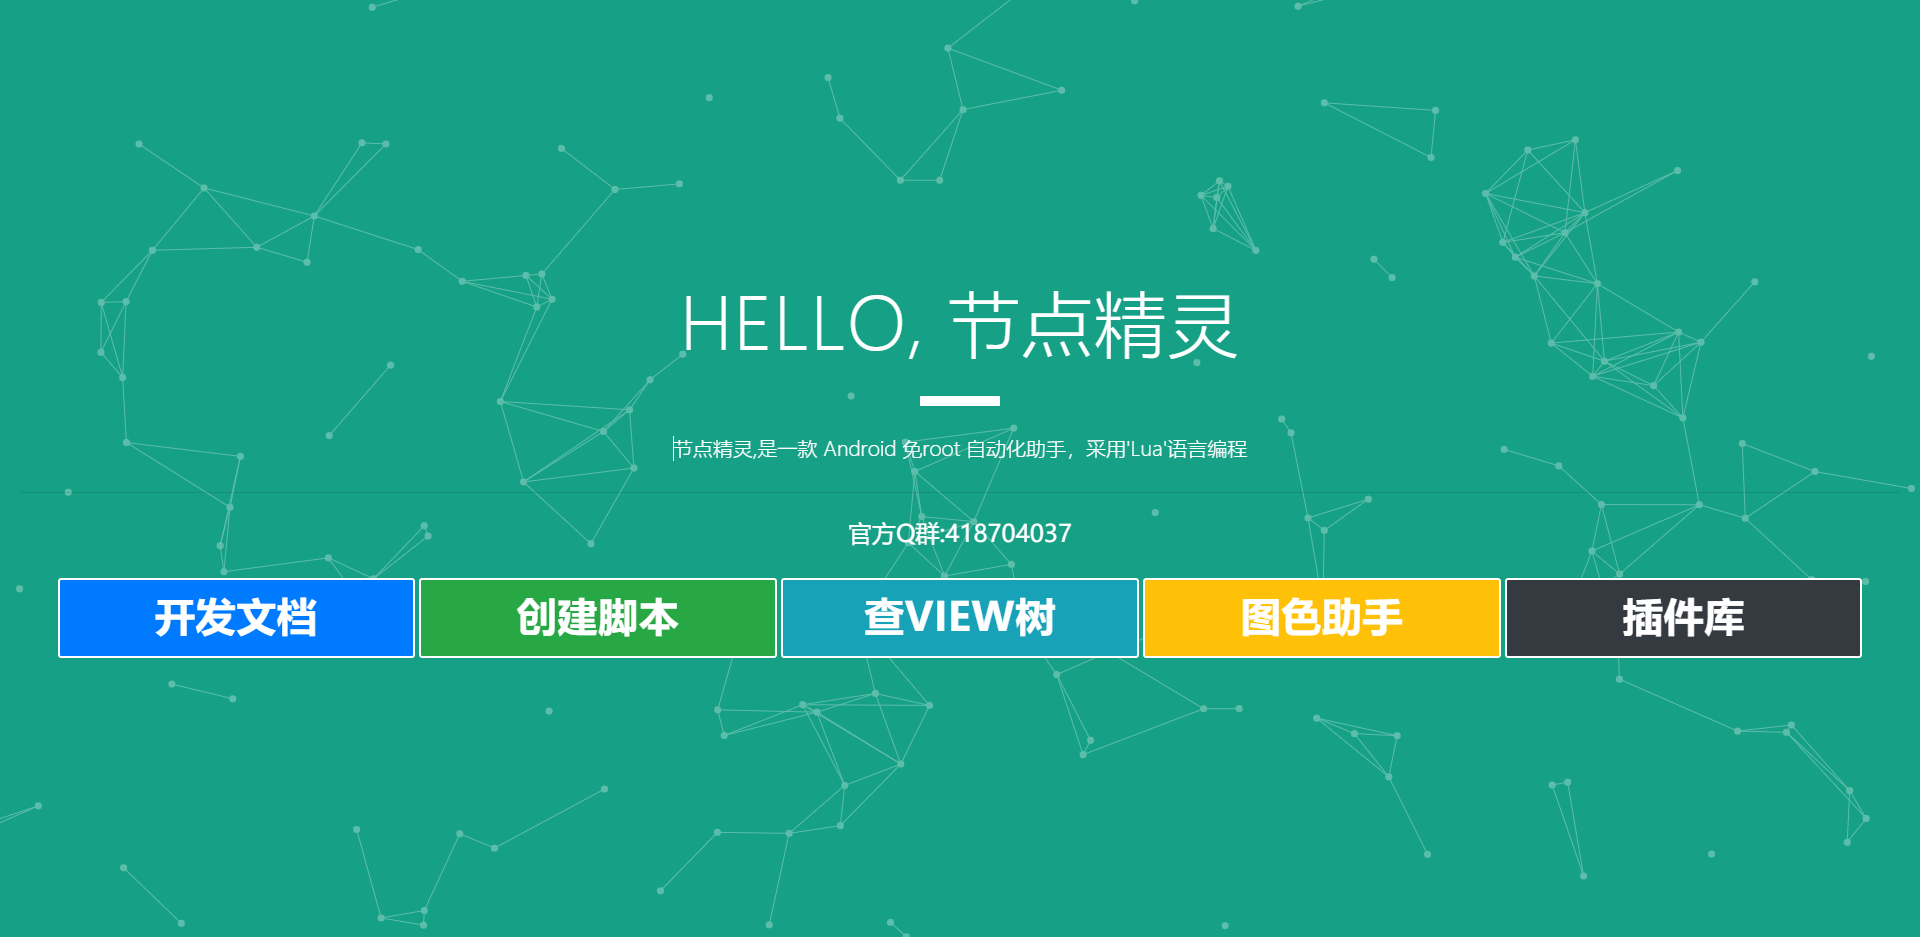 HELLO, 节点精灵
节点精灵,是一款 Android 免root 自动化助手，采用'Lua'语言编程
官方Q群:418704037
开发文档
创建脚本
查VIEW树
图色助手
插件库